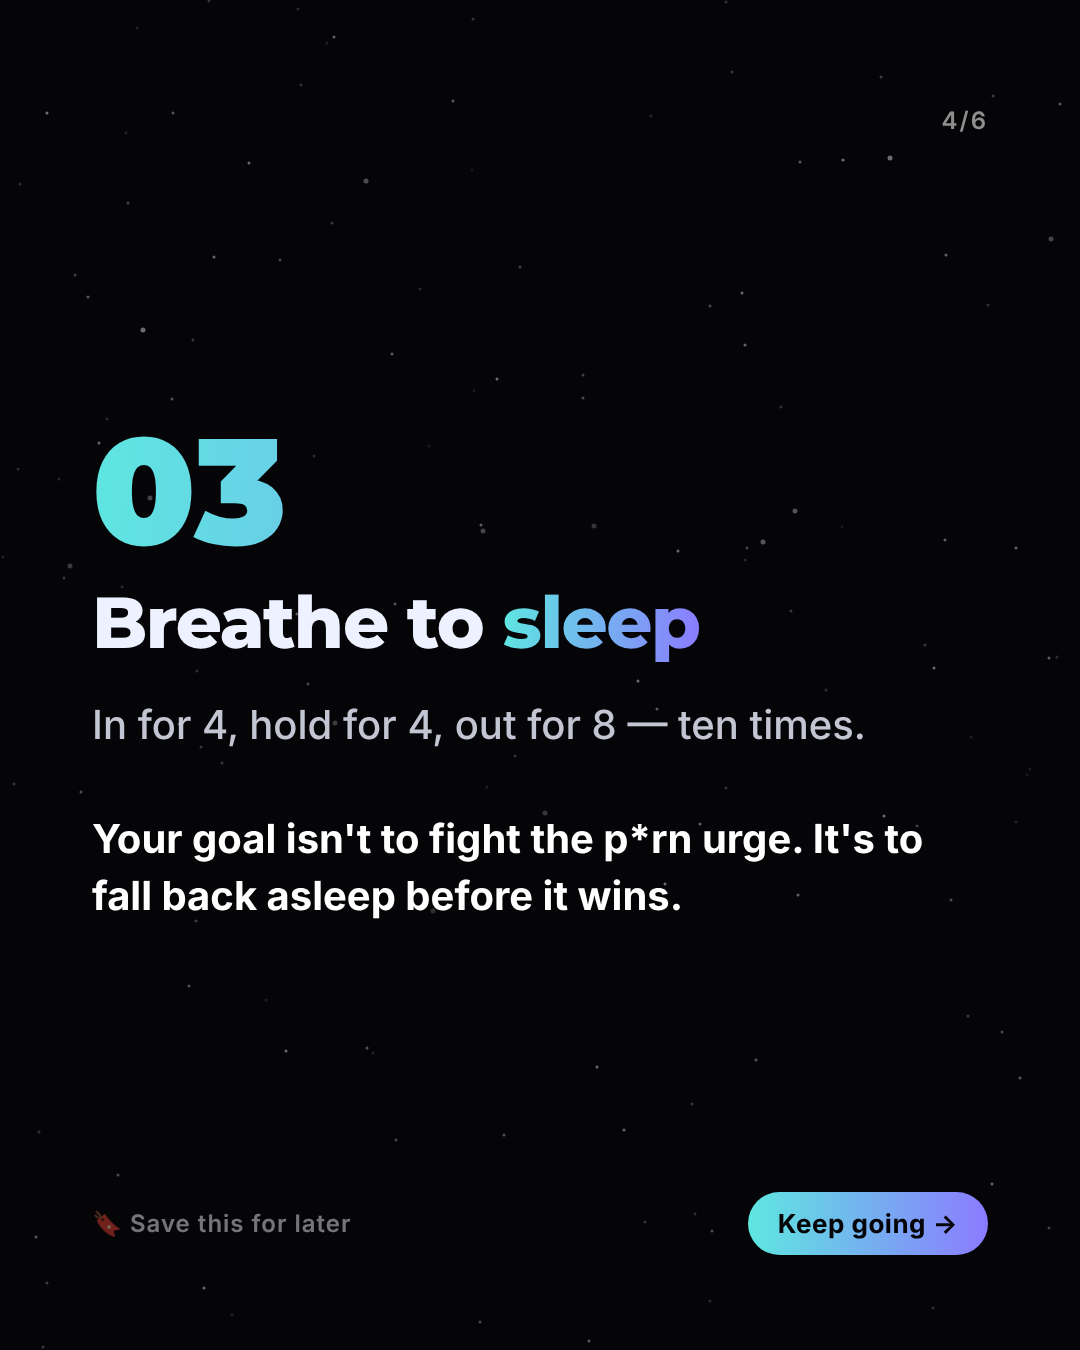 4/6
03
Breathe to sleep
In for 4, hold for 4, out for 8 — ten times.
Your goal isn't to fight the p*rn urge. It's to
fall back asleep before it wins.
🔖 Save this for later
Keep going →